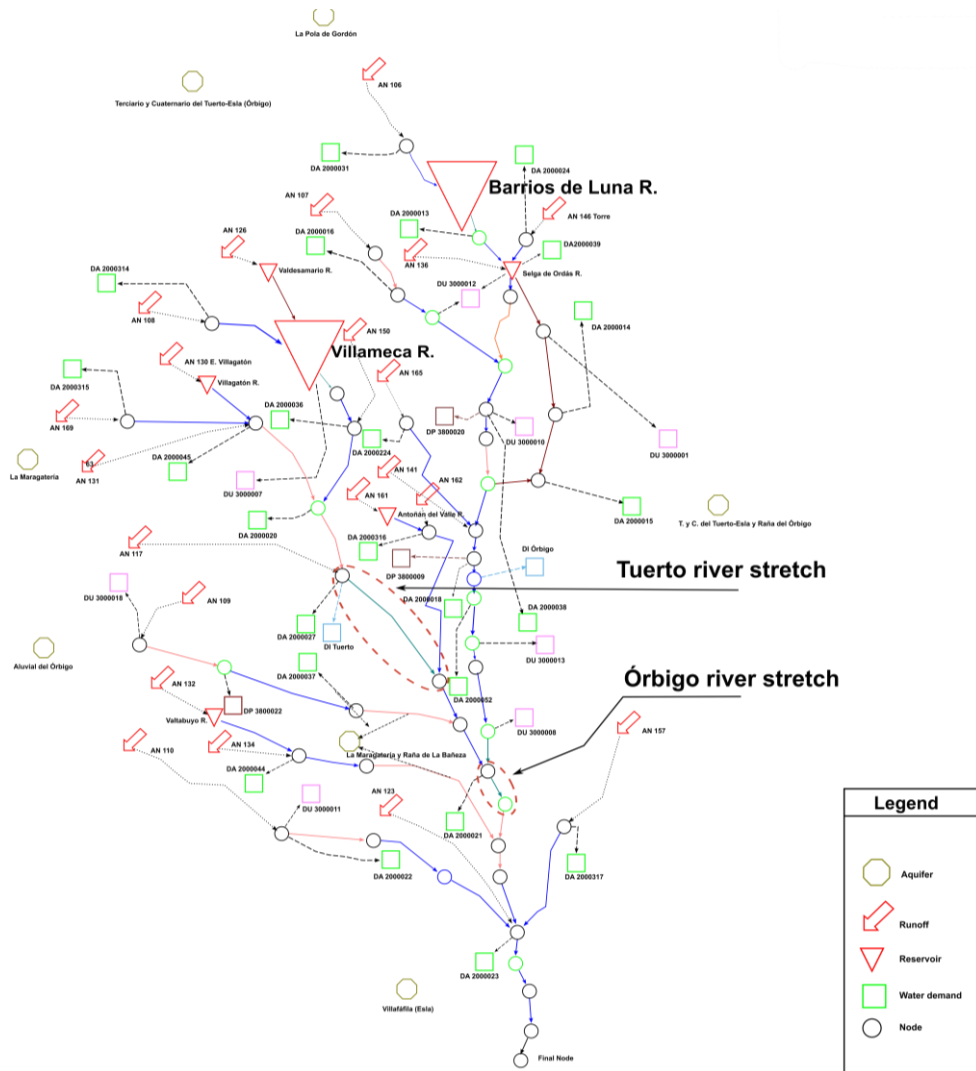 La Pola de Gordón
AN 106
Terciario y Cuaternario del Tuerto-Esla (Órbigo)
DA 2000031
DA 2000024
Barrios de Luna R.
AN 107
DA 2000013
AN 146 Torre
DA 2000016
AN 126
DA2000039
AN 136
DA 2000314
Valdesamario R.
Selga de Ordás R.
DU 3000012
AN 108
AN 150
DA 2000014
Villameca R.
AN 130 E. Villagatón
AN 165
DA 2000315
Villagatón R.
DA 2000036
AN 169
DP 3800020
DU 3000010
DU 3000001
DA 2000045
DA 2000224
La Maragatería
63
AN 131
AN 141
AN 162
DU 3000007
AN 161
Antoñán del Valle R.
T. y C. del Tuerto-Esla y Raña del Órbigo
DA 2000015
DA 2000020
DA 2000316
AN 117
DI Órbigo
DP 3800009
Tuerto river stretch
DU 3000018
AN 109
DA 2000018
DA 2000038
DA 2000027
DI Tuerto
DU 3000013
Aluvial del Órbigo
DA 2000037
Órbigo river stretch
AN 132
DA 2000052
DP 3800022
Valtabuyo R.
AN 157
DU 3000008
AN 110
AN 134
La Maragatería y Raña de La Bañeza
DA 2000044
AN 123
DU 3000011
DA 2000021
Legend
DA 2000022
DA 2000317
Aquifer
Runoff
Reservoir
DA 2000023
Water demand
Villafáfila (Esla)
Node
Final Node